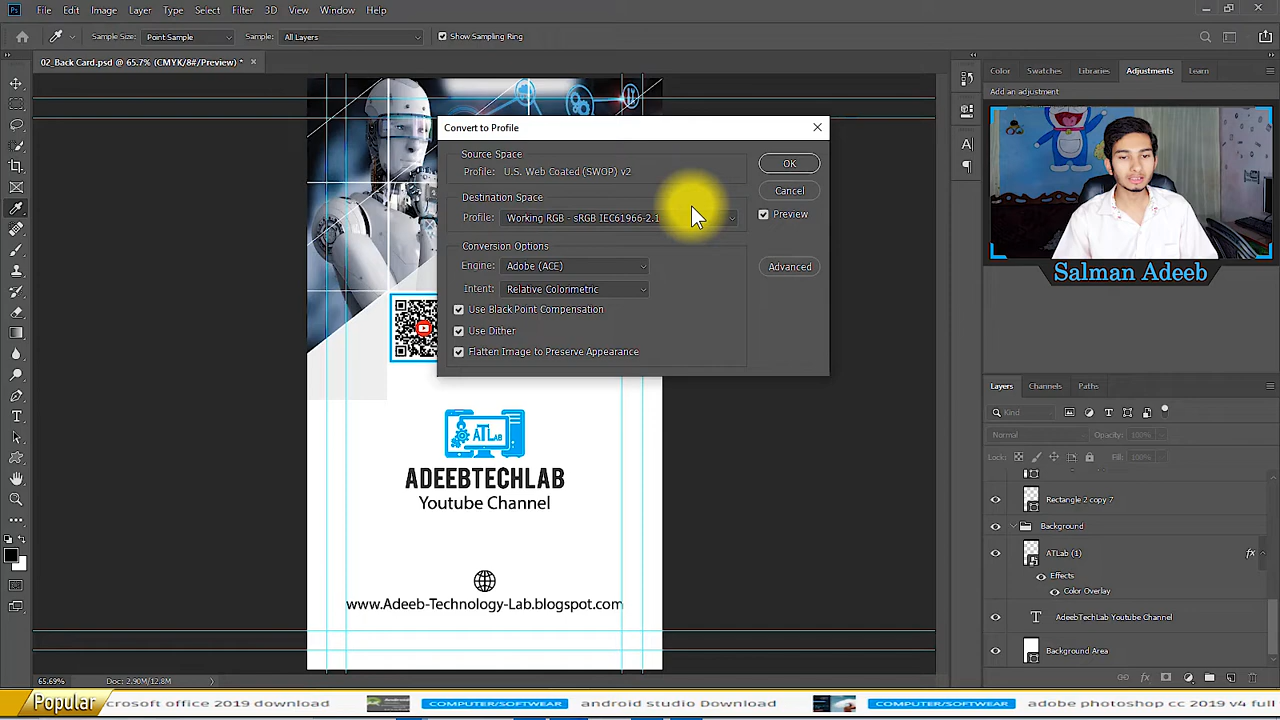 Ps File Edit Image Layer Type Select Filter 3D View Window Help
Sample Size: Point Sample Sample: All Layers Show Sampling Ring
02_Back Card.psd @ 65.7% (CMYK/8#/Preview) *
Color Swatches Libraries Adjustments Learn
Add an adjustment
Convert to Profile
Source Space
Profile: U.S. Web Coated (SWOP) v2
OK
Cancel
Destination Space
Profile: Working RGB - sRGB IEC61966-2.1
Preview
Conversion Options
Engine: Adobe (ACE)
Advanced
Intent: Relative Colorimetric
Use Black Point Compensation
Use Dither
Flatten Image to Preserve Appearance
Salman Adeeb
ATLAB
ADEEBTECHLAB
Youtube Channel
www.Adeeb-Technology-Lab.blogspot.com
Layers Channels Paths
Kind
Normal Opacity: 100%
Lock: Fill: 100%
Rectangle 2 copy 7
Background
ATLab (1) fx
Effects
Color Overlay
T AdeebTechLab Youtube Channel
Background Area
65.69% Doc: 2.90M/12.8M
Popular
crosoft office 2019 download COMPUTER/SOFTWEAR android studio Download COMPUTER/SOFTWEAR adobe photoshop cc 2019 v4 full